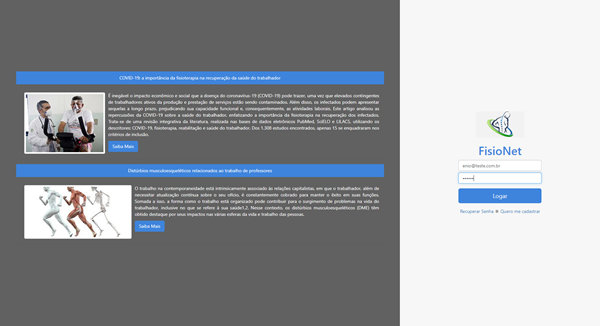 COVID-19: a importância da fisioterapia na recuperação da saúde do trabalhador
É inegável o impacto econômico e social que a doença do coronavírus-19 (COVID-19) pode trazer, uma vez que elevados contingentes
de trabalhadores ativos da produção e prestação de serviços estão sendo contaminados. Além disso, os infectados podem apresentar
sequelas a longo prazo, prejudicando sua capacidade funcional e, consequentemente, as atividades laborais. Este artigo analisou as
repercussões da COVID-19 sobre a saúde do trabalhador, enfatizando a importância da fisioterapia na recuperação dos infectados.
Trata-se de uma revisão integrativa da literatura, realizada nas bases de dados eletrônicas PubMed, SciELO e LILACS, utilizando os
descritores: COVID-19, fisioterapia, reabilitação e saúde do trabalhador. Dos 1.308 estudos encontrados, apenas 15 se enquadraram nos
critérios de inclusão.
Saiba Mais
Distúrbios musculoesqueléticos relacionados ao trabalho de professores
O trabalho na contemporaneidade está intrinsecamente associado às relações capitalistas, em que o trabalhador, além de
necessitar atualização contínua sobre o seu ofício, é constantemente cobrado para manter o êxito em suas funções.
Somada a isso, a forma como o trabalho está organizado pode contribuir para o surgimento de problemas na vida do
trabalhador, inclusive no que se refere à sua saúde1,2. Nesse contexto, os distúrbios musculoesqueléticos (DME) têm
obtido destaque por seus impactos nas várias esferas da vida e trabalho das pessoas.
Saiba Mais
FisioNet
Logar
Recuperar Senha
Quero me cadastrar